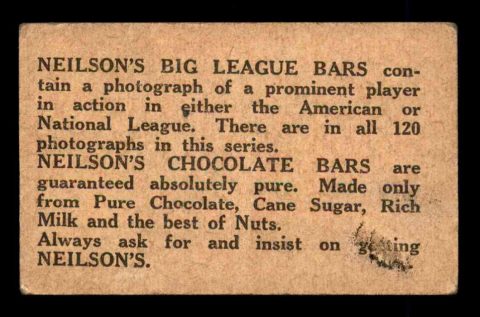 NEILSON'S BIG LEAGUE BARS con-
tain a photograph of a prominent player
in action in either the American or
National League. There are in all 120
photographs in this series.
NEILSON'S CHOCOLATE BARS are
guaranteed absolutely pure. Made only
from Pure Chocolate, Cane Sugar, Rich
Milk and the best of Nuts.
Always ask for and insist on getting
NEILSON'S.